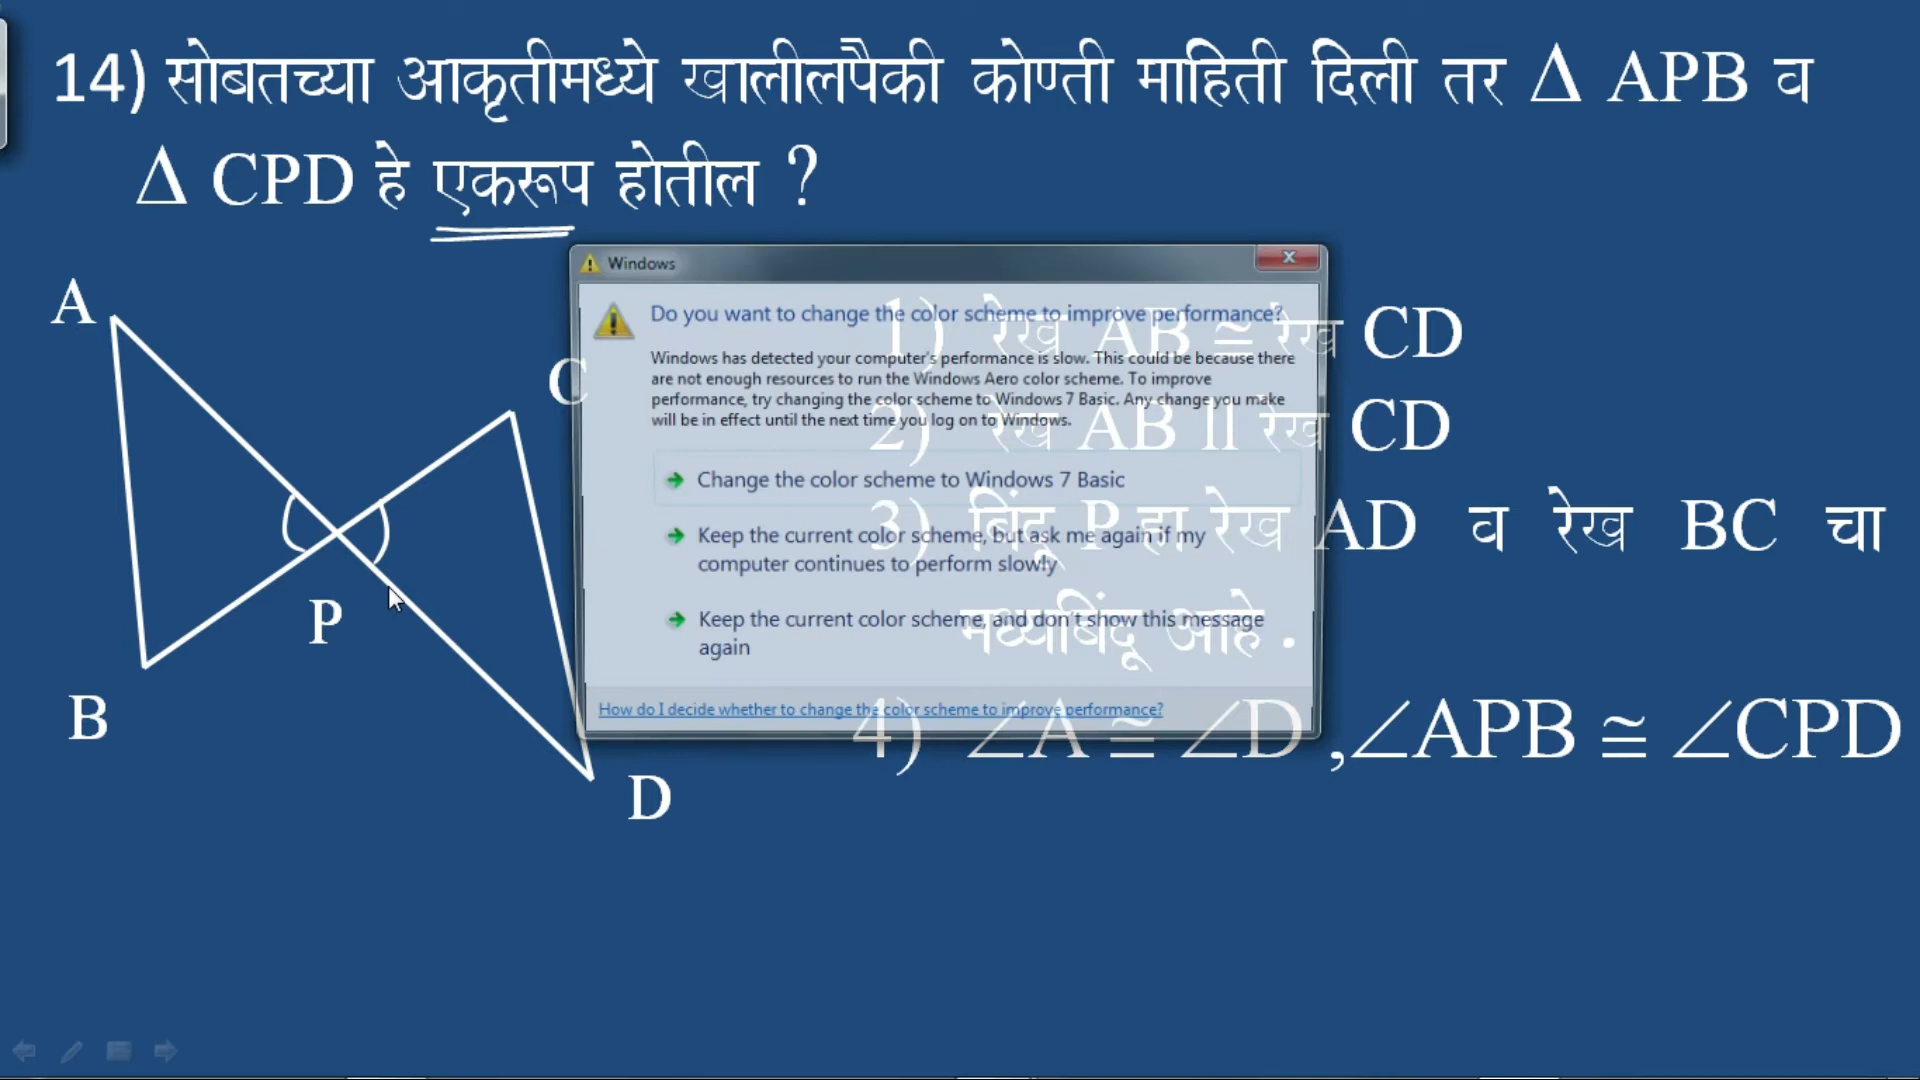 14) सोबतच्या आकृतीमध्ये खालीलपैकी कोणती माहिती दिली तर Δ APB व
Δ CPD हे एकरूप होतील ?
A
C
P
B
D
Windows
Do you want to change the color scheme to improve performance?
Windows has detected your computer's performance is slow. This could be because there
are not enough resources to run the Windows Aero color scheme. To improve
performance, try changing the color scheme to Windows 7 Basic. Any change you make
will be in effect until the next time you log on to Windows.
Change the color scheme to Windows 7 Basic
Keep the current color scheme, but ask me again if my
computer continues to perform slowly
Keep the current color scheme, and don't show this message
again
How do I decide whether to change the color scheme to improve performance?
1) रेख AB ≅ रेख CD
2) रेख AB || रेख CD
3) बिंदू P हा रेख AD व रेख BC चा
मध्यबिंदू आहे .
4) ∠A ≅ ∠D ,∠APB ≅ ∠CPD